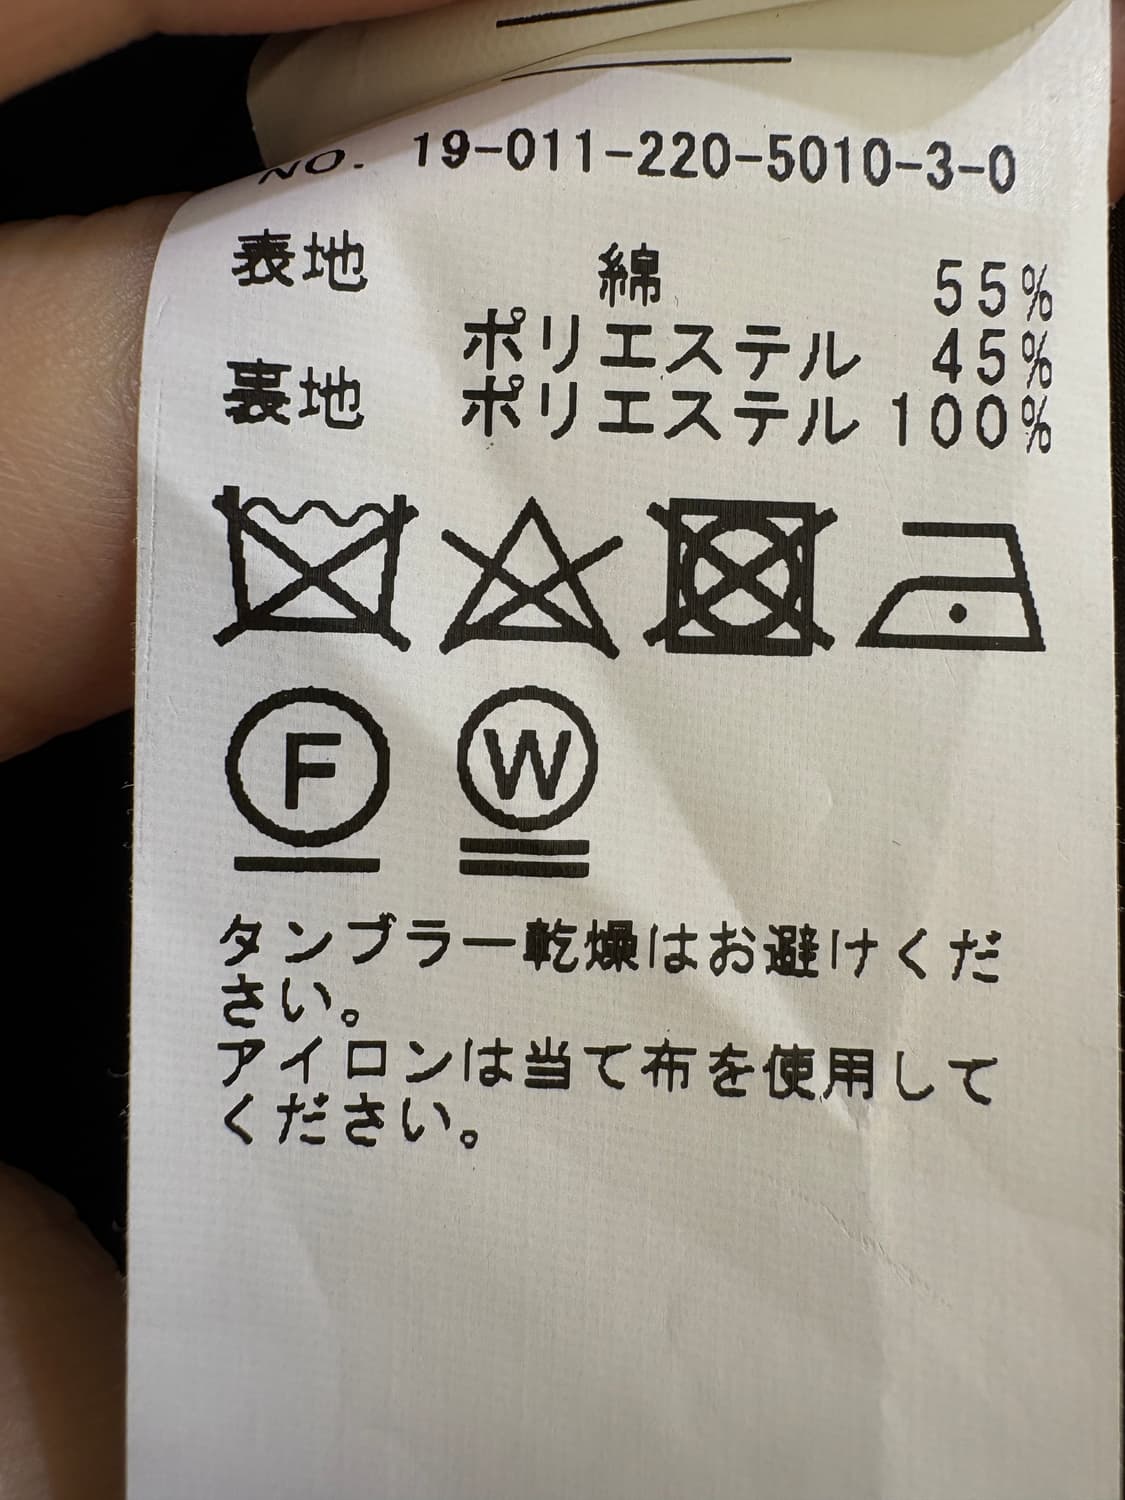 NO. 19-011-220-5010-3-0
表地 綿 55%
ポリエステル 45%
裏地 ポリエステル 100%
F W
タンブラー乾燥はお避けくだ
さい。
アイロンは当て布を使用して
ください。